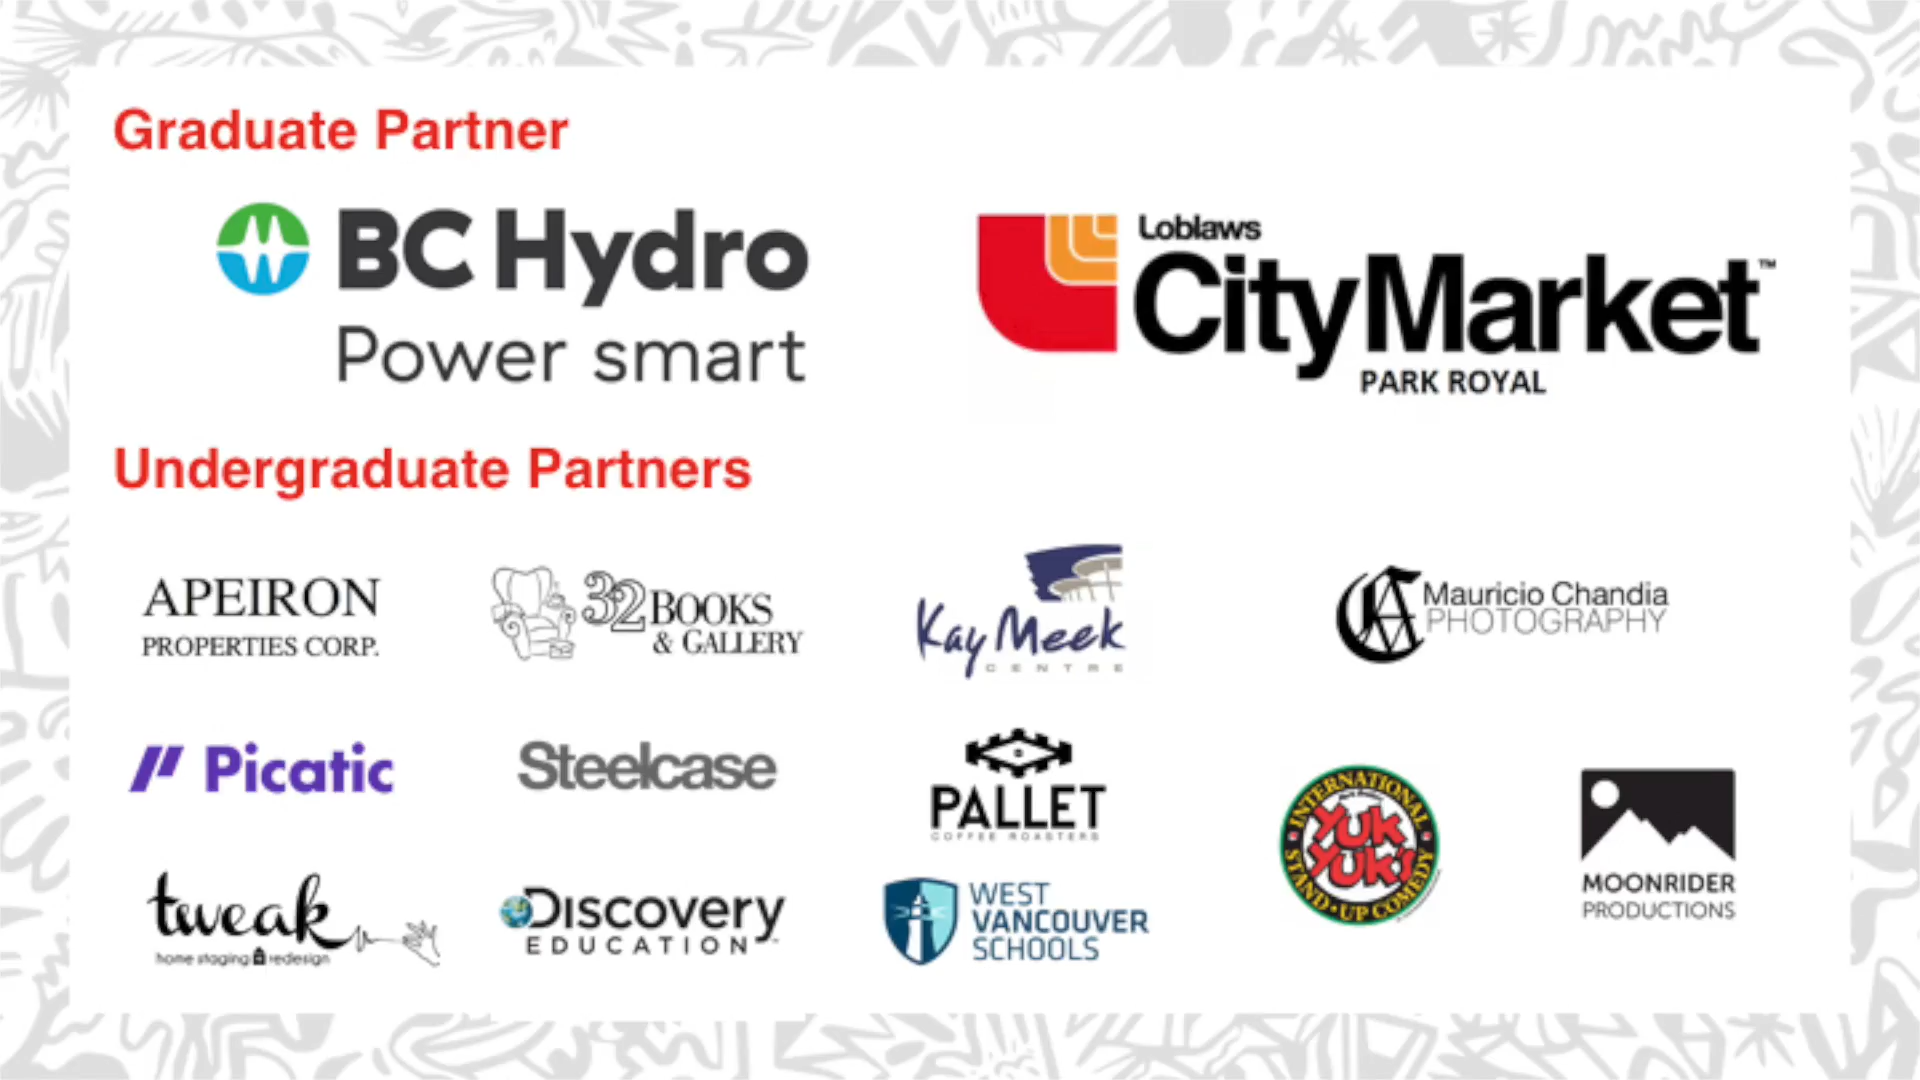 Graduate Partner
BC Hydro
Power smart
Loblaws
CityMarket™
PARK ROYAL
Undergraduate Partners
APEIRON
PROPERTIES CORP.
32 BOOKS
& GALLERY
Kay Meek
CENTRE
Mauricio Chandia
PHOTOGRAPHY
Picatic
Steelcase
PALLET
COFFEE ROASTERS
INTERNATIONAL
YUK
YUK'S
STAND-UP COMEDY
MOONRIDER
PRODUCTIONS
tweak
home staging redesign
DISCOVERY
EDUCATION
WEST
VANCOUVER
SCHOOLS